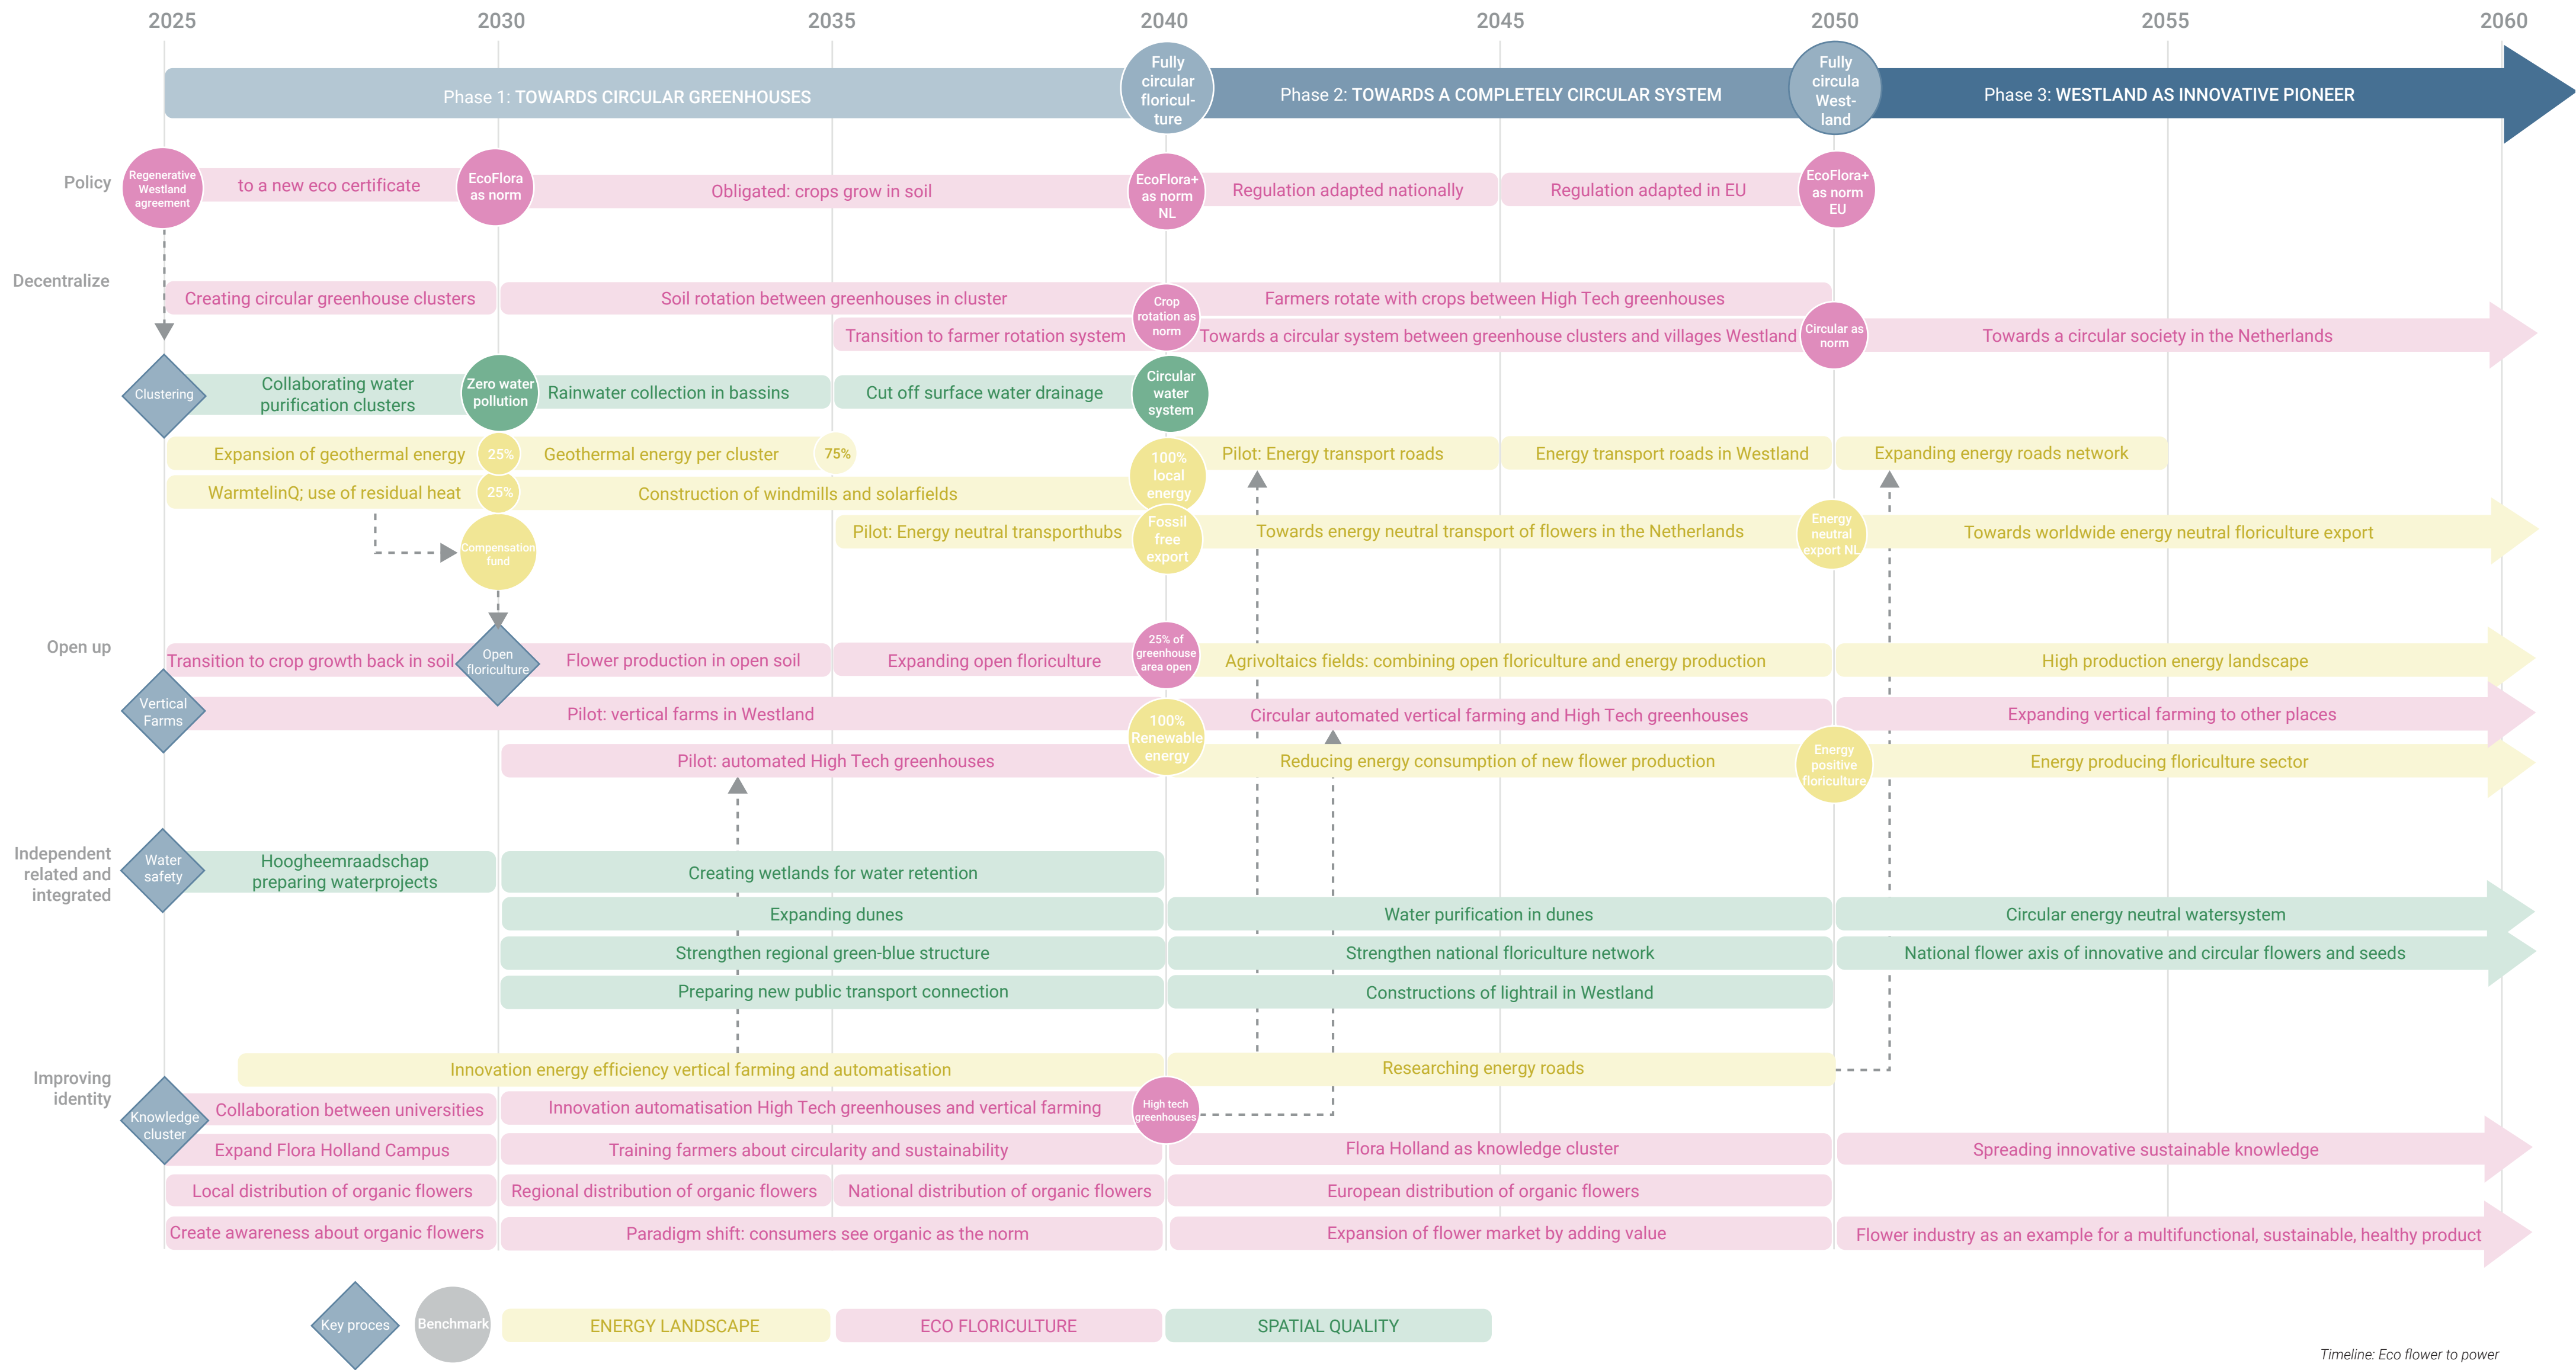 2025 2030 2035 2040 2045 2050 2055 2060
Phase 1: TOWARDS CIRCULAR GREENHOUSES
Fully
circular
floricul-
ture
Phase 2: TOWARDS A COMPLETELY CIRCULAR SYSTEM
Fully
circula
West-
land
Phase 3: WESTLAND AS INNOVATIVE PIONEER
Policy
Regenerative
Westland
agreement
to a new eco certificate
EcoFlora
as norm
Obligated: crops grow in soil
EcoFlora+
as norm
NL
Regulation adapted nationally
Regulation adapted in EU
EcoFlora+
as norm
EU
Decentralize
Creating circular greenhouse clusters
Soil rotation between greenhouses in cluster
Crop
rotation as
norm
Farmers rotate with crops between High Tech greenhouses
Transition to farmer rotation system
Towards a circular system between greenhouse clusters and villages Westland
Circular as
norm
Towards a circular society in the Netherlands
Clustering
Collaborating water
purification clusters
Zero water
pollution
Rainwater collection in bassins
Cut off surface water drainage
Circular
water
system
Expansion of geothermal energy
25%
Geothermal energy per cluster
75%
100%
local
energy
Pilot: Energy transport roads
Energy transport roads in Westland
Expanding energy roads network
WarmtelinQ; use of residual heat
25%
Construction of windmills and solarfields
Compensation
fund
Pilot: Energy neutral transporthubs
Fossil
free
export
Towards energy neutral transport of flowers in the Netherlands
Energy
neutral
export NL
Towards worldwide energy neutral floriculture export
Open up
Transition to crop growth back in soil
Open
floriculture
Flower production in open soil
Expanding open floriculture
25% of
greenhouse
area open
Agrivoltaics fields: combining open floriculture and energy production
High production energy landscape
Vertical
Farms
Pilot: vertical farms in Westland
100%
Renewable
energy
Circular automated vertical farming and High Tech greenhouses
Expanding vertical farming to other places
Pilot: automated High Tech greenhouses
Reducing energy consumption of new flower production
Energy
positive
floriculture
Energy producing floriculture sector
Independent
related and
integrated
Water
safety
Hoogheemraadschap
preparing waterprojects
Creating wetlands for water retention
Expanding dunes
Water purification in dunes
Circular energy neutral watersystem
Strengthen regional green-blue structure
Strengthen national floriculture network
National flower axis of innovative and circular flowers and seeds
Preparing new public transport connection
Constructions of lightrail in Westland
Improving
identity
Innovation energy efficiency vertical farming and automatisation
Researching energy roads
Knowledge
cluster
Collaboration between universities
Innovation automatisation High Tech greenhouses and vertical farming
High tech
greenhouses
Expand Flora Holland Campus
Training farmers about circularity and sustainability
Flora Holland as knowledge cluster
Spreading innovative sustainable knowledge
Local distribution of organic flowers
Regional distribution of organic flowers
National distribution of organic flowers
European distribution of organic flowers
Create awareness about organic flowers
Paradigm shift: consumers see organic as the norm
Expansion of flower market by adding value
Flower industry as an example for a multifunctional, sustainable, healthy product
Key proces
Benchmark
ENERGY LANDSCAPE
ECO FLORICULTURE
SPATIAL QUALITY
Timeline: Eco flower to power